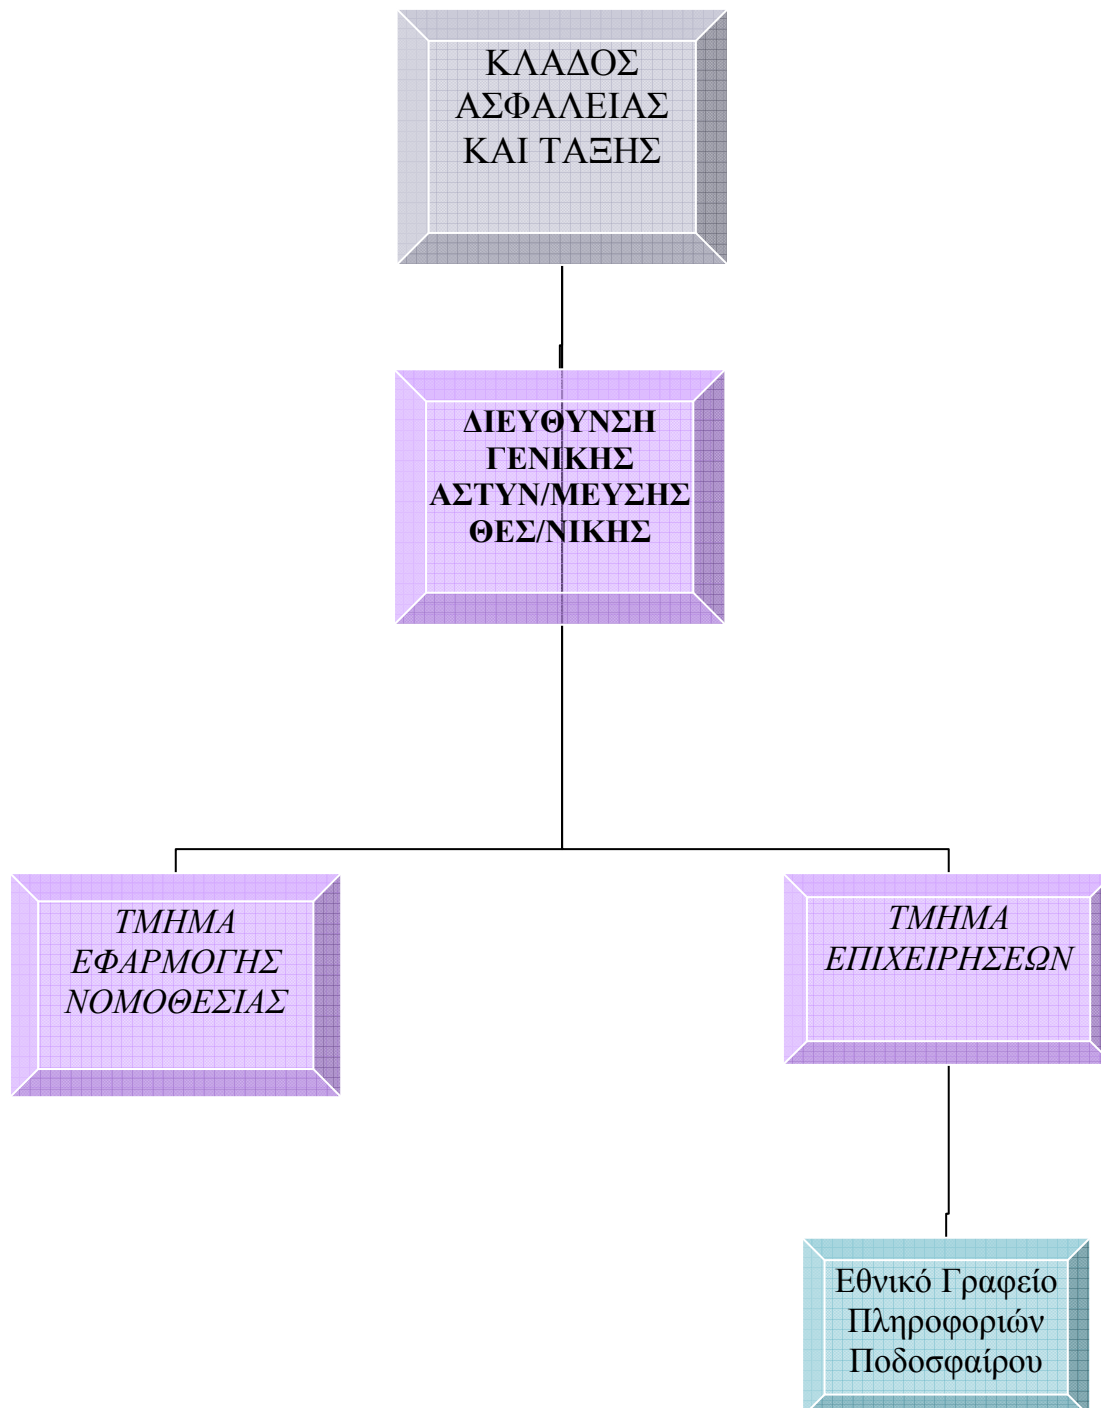 ΚΛΑΔΟΣ
ΑΣΦΑΛΕΙΑΣ
ΚΑΙ ΤΑΞΗΣ
ΔΙΕΥΘΥΝΣΗ
ΓΕΝΙΚΗΣ
ΑΣΤΥΝ/ΜΕΥΣΗΣ
ΘΕΣ/ΝΙΚΗΣ
ΤΜΗΜΑ
ΕΦΑΡΜΟΓΗΣ
ΝΟΜΟΘΕΣΙΑΣ
ΤΜΗΜΑ
ΕΠΙΧΕΙΡΗΣΕΩΝ
Εθνικό Γραφείο
Πληροφοριών
Ποδοσφαίρου